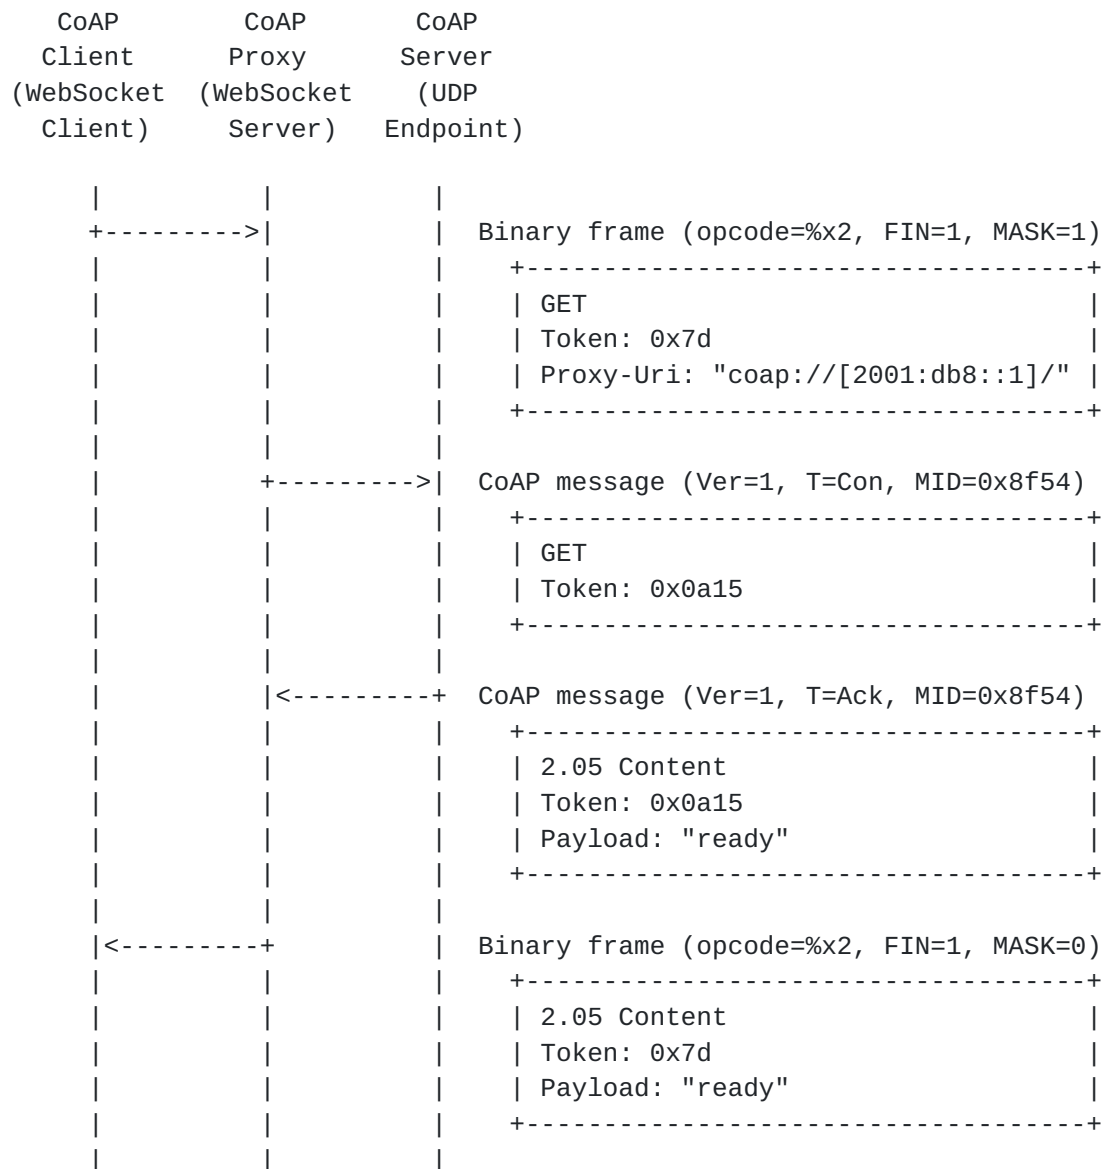 CoAP        CoAP       CoAP
  Client      Proxy      Server
(WebSocket  (WebSocket    (UDP
  Client)     Server)   Endpoint)

     |          |          |
     +--------->|          |  Binary frame (opcode=%x2, FIN=1, MASK=1)
     |          |          |    +------------------------------------+
     |          |          |    | GET                                |
     |          |          |    | Token: 0x7d                        |
     |          |          |    | Proxy-Uri: "coap://[2001:db8::1]/" |
     |          |          |    +------------------------------------+
     |          |          |
     |          +--------->|  CoAP message (Ver=1, T=Con, MID=0x8f54)
     |          |          |    +------------------------------------+
     |          |          |    | GET                                |
     |          |          |    | Token: 0x0a15                      |
     |          |          |    +------------------------------------+
     |          |          |
     |          |<---------+  CoAP message (Ver=1, T=Ack, MID=0x8f54)
     |          |          |    +------------------------------------+
     |          |          |    | 2.05 Content                       |
     |          |          |    | Token: 0x0a15                      |
     |          |          |    | Payload: "ready"                   |
     |          |          |    +------------------------------------+
     |          |          |
     |<---------+          |  Binary frame (opcode=%x2, FIN=1, MASK=0)
     |          |          |    +------------------------------------+
     |          |          |    | 2.05 Content                       |
     |          |          |    | Token: 0x7d                        |
     |          |          |    | Payload: "ready"                   |
     |          |          |    +------------------------------------+
     |          |          |